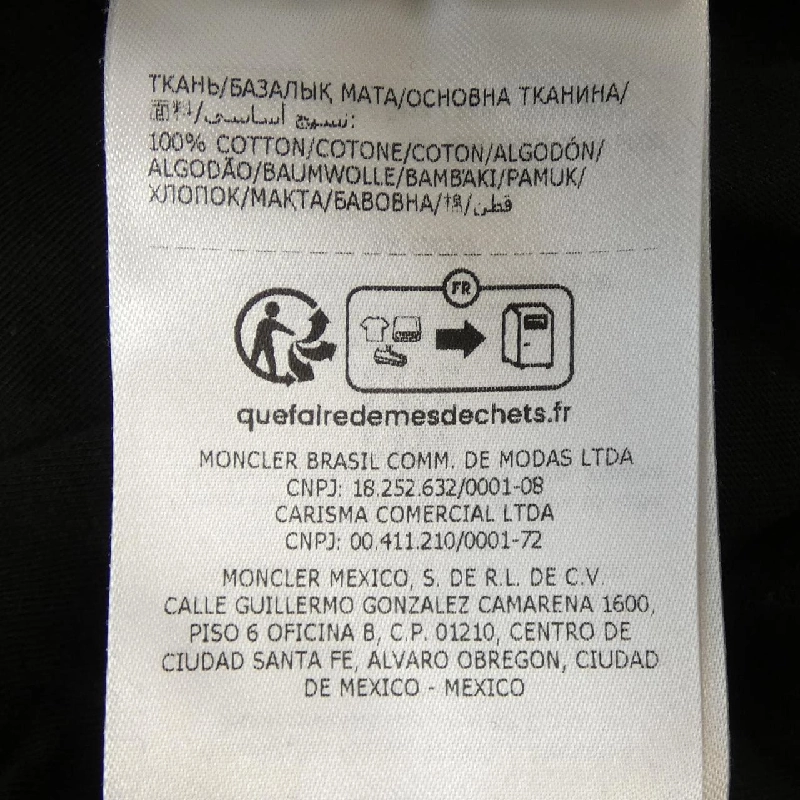 ТКАНЬ/БАЗАЛЫҚ МАТА/ОСНОВНА ТКАНИНА/
面料/نسيج أساسي:
100% COTTON/COTONE/COTON/ALGODÓN/
ALGODÃO/BAUMWOLLE/BAMBAKI/PAMUK/
ХЛОПОК/МАҚТА/БАВОВНА/棉/قطن
FR
quefairedemesdechets.fr
MONCLER BRASIL COMM. DE MODAS LTDA
CNPJ: 18.252.632/0001-08
CARISMA COMERCIAL LTDA
CNPJ: 00.411.210/0001-72
MONCLER MEXICO, S. DE R.L. DE C.V.
CALLE GUILLERMO GONZALEZ CAMARENA 1600,
PISO 6 OFICINA B, C.P. 01210, CENTRO DE
CIUDAD SANTA FE, ALVARO OBREGON, CIUDAD
DE MEXICO - MEXICO